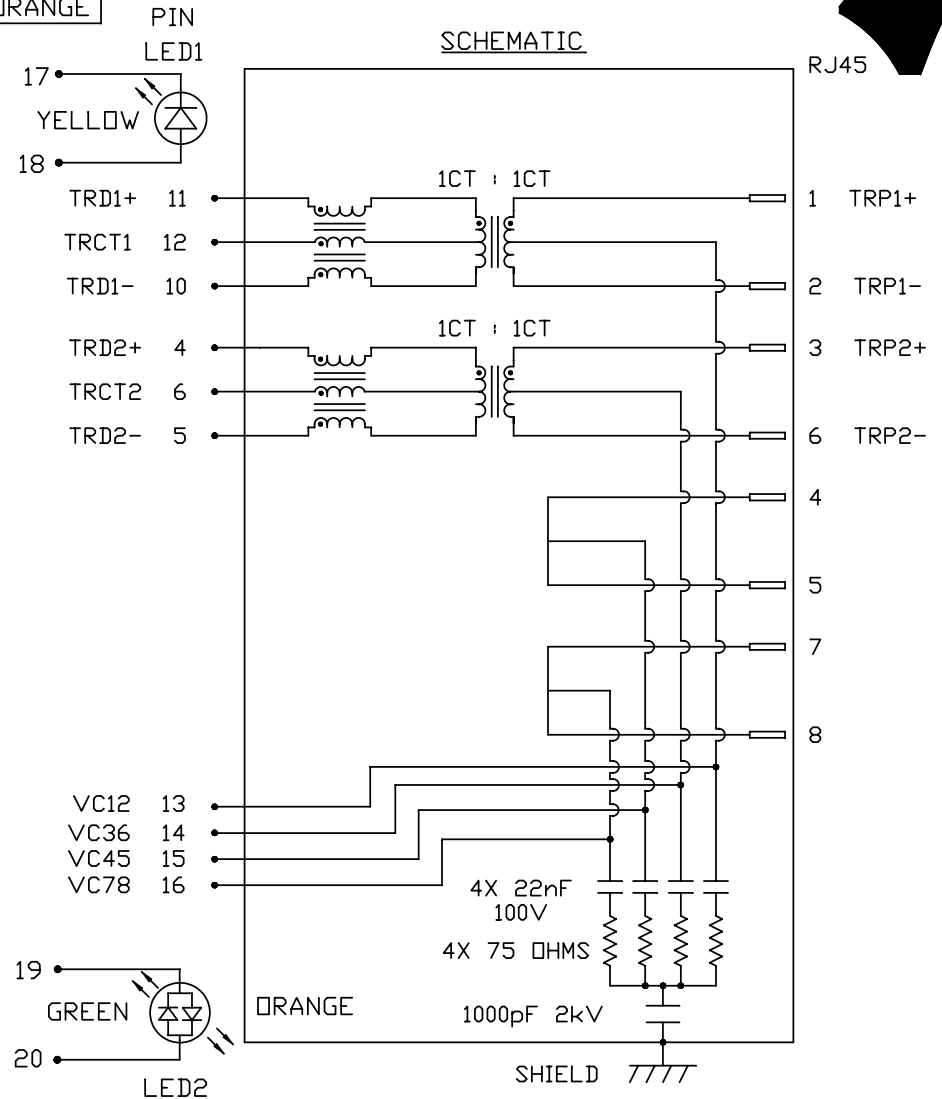 ORANGE
PIN
LED1
SCHEMATIC
RJ45
17
YELLOW
18
1CT : 1CT
TRD1+ 11
1 TRP1+
TRCT1 12
TRD1- 10
2 TRP1-
1CT : 1CT
TRD2+ 4
3 TRP2+
TRCT2 6
TRD2- 5
6 TRP2-
4
5
7
8
VC12 13
VC36 14
VC45 15
VC78 16
4X 22nF
100V
4X 75 OHMS
19
GREEN
ORANGE
1000pF 2kV
20
SHIELD
LED2